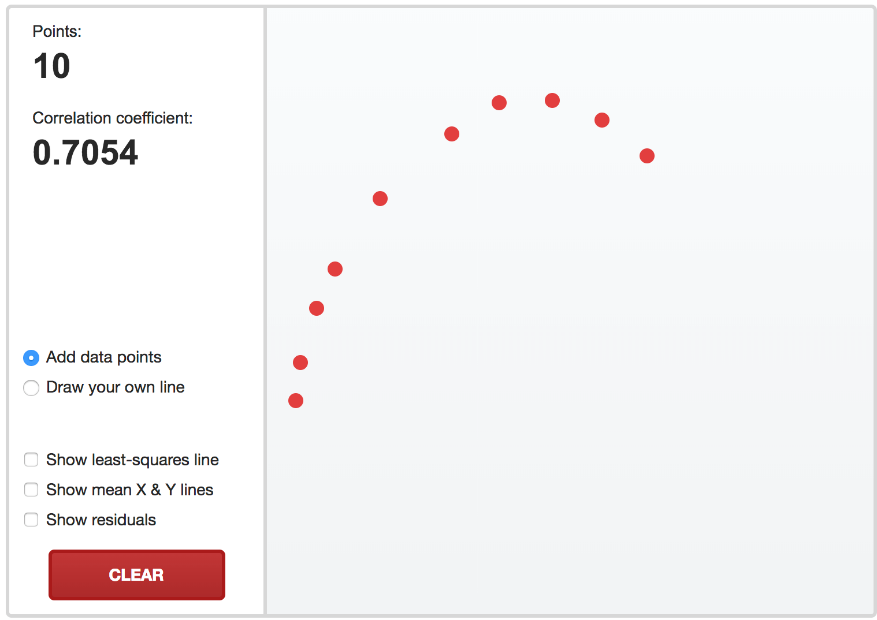 Points:
10
Correlation coefficient:
0.7054
Add data points
Draw your own line
Show least-squares line
Show mean X & Y lines
Show residuals
CLEAR